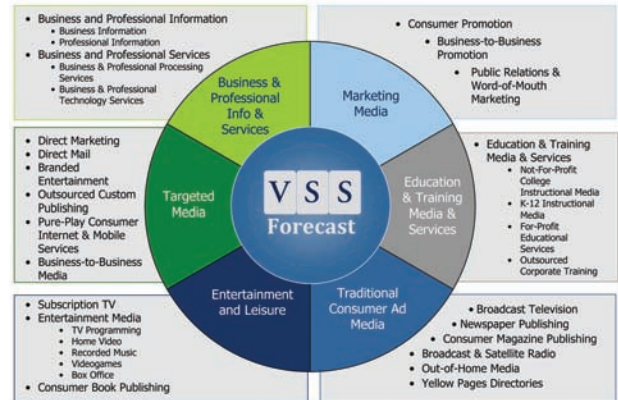 Business and Professional Information
Business Information
Professional Information
Business and Professional Services
Business & Professional Processing
Services
Business & Professional
Technology Services
Consumer Promotion
Business-to-Business
Promotion
Public Relations &
Word-of-Mouth
Marketing
Business &
Professional
Info &
Services
Marketing
Media
Direct Marketing
Direct Mail
Branded
Entertainment
Outsourced Custom
Publishing
Pure-Play Consumer
Internet & Mobile
Services
Business-to-Business
Media
Targeted
Media
VSS
Forecast
Education
& Training
Media &
Services
Education & Training
Media & Services
Not-For-Profit
College
Instructional Media
K-12 Instructional
Media
For-Profit
Educational
Services
Outsourced
Corporate Training
Entertainment
and Leisure
Traditional
Consumer Ad
Media
Subscription TV
Entertainment Media
TV Programming
Home Video
Recorded Music
Videogames
Box Office
Consumer Book Publishing
Broadcast Television
Newspaper Publishing
Consumer Magazine Publishing
Broadcast & Satellite Radio
Out-of-Home Media
Yellow Pages Directories